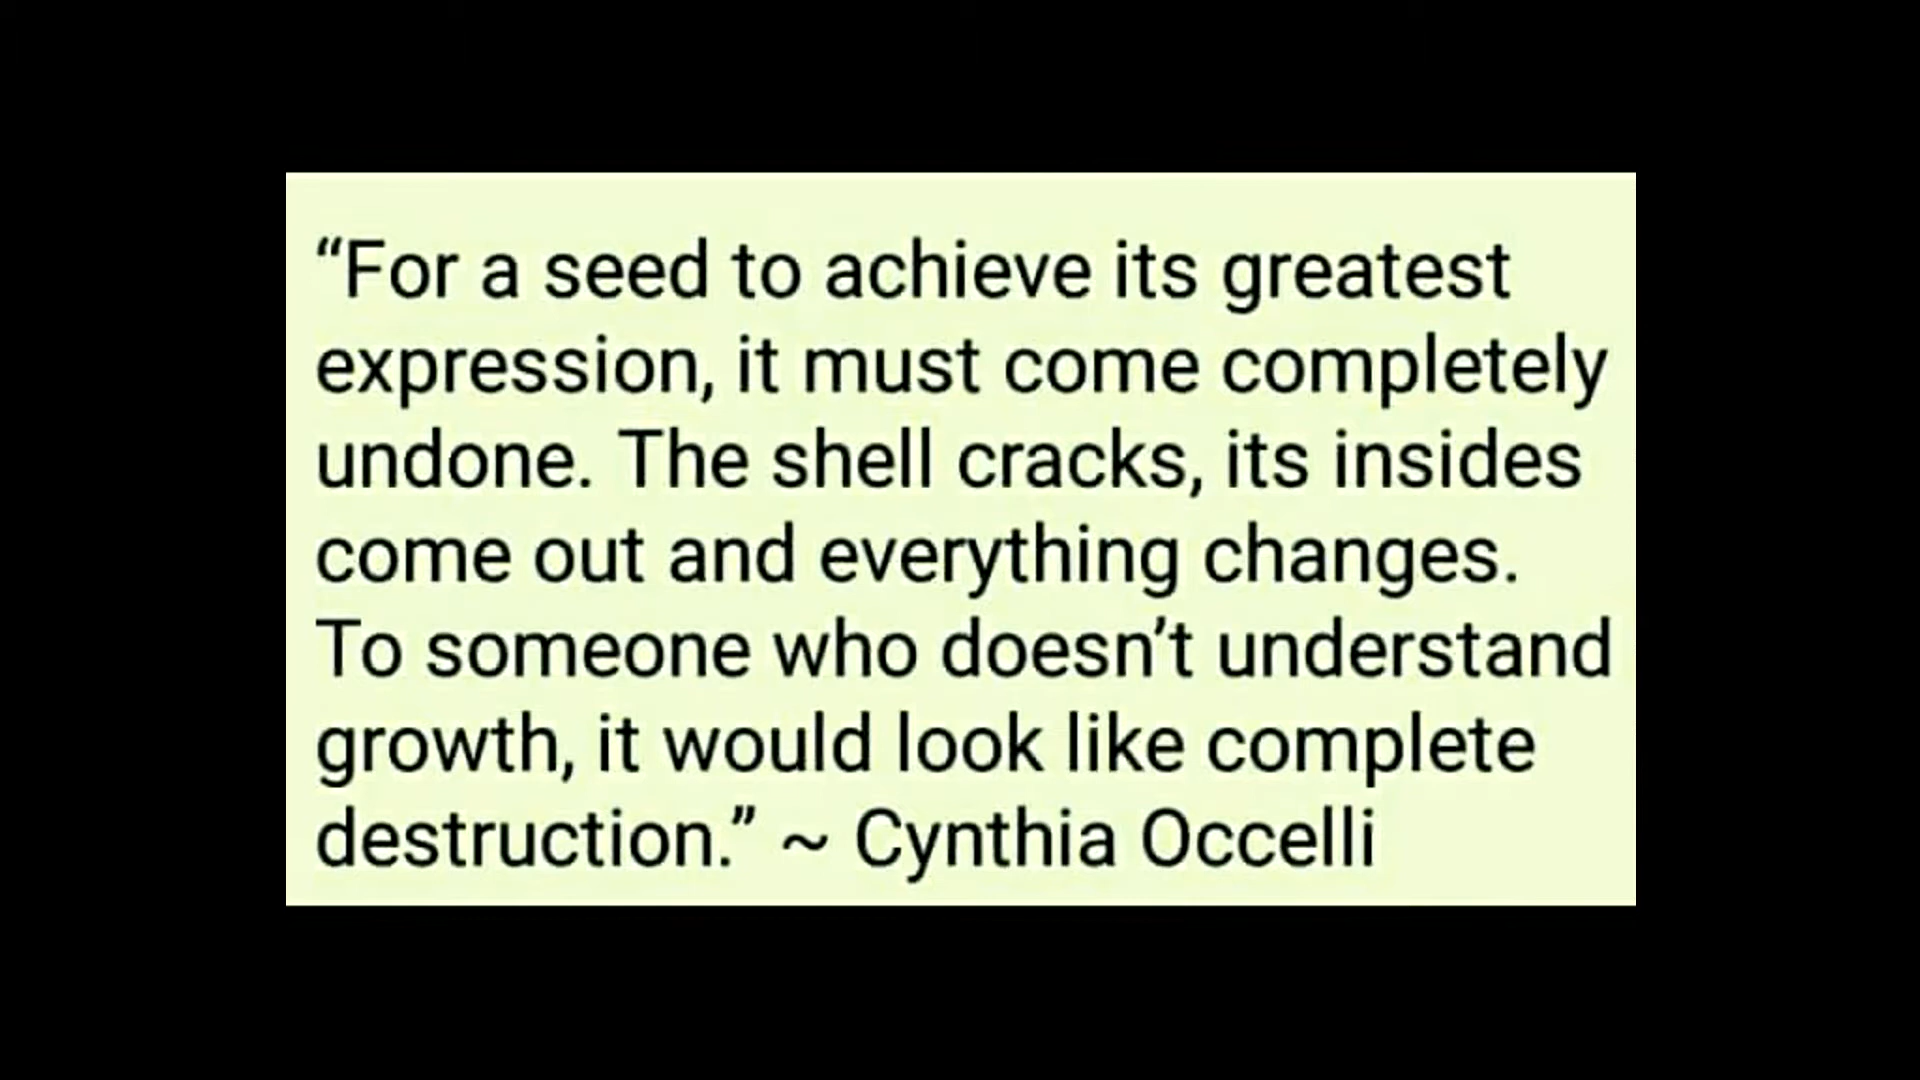 “For a seed to achieve its greatest
expression, it must come completely
undone. The shell cracks, its insides
come out and everything changes.
To someone who doesn’t understand
growth, it would look like complete
destruction.” ~ Cynthia Occelli